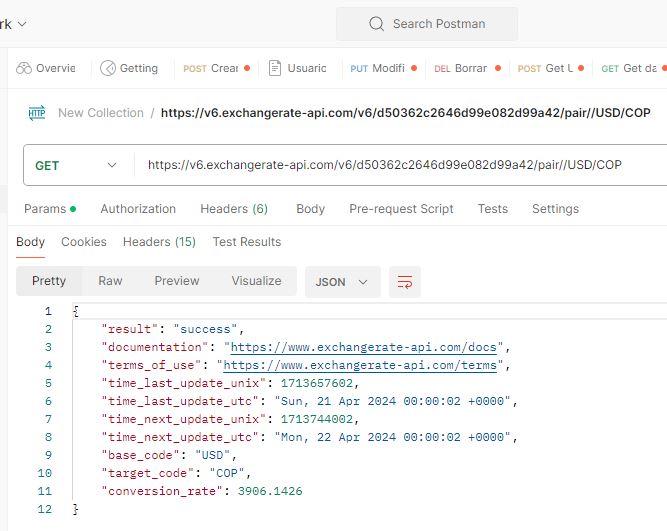 rk
Search Postman
Overvie
Getting
POST Crear
Usuaric
PUT Modifi
DEL Borrar
POST Get U
GET Get da
HTTP New Collection / https://v6.exchangerate-api.com/v6/d50362c2646d99e082d99a42/pair//USD/COP
GET https://v6.exchangerate-api.com/v6/d50362c2646d99e082d99a42/pair//USD/COP
Params Authorization Headers (6) Body Pre-request Script Tests Settings
Body Cookies Headers (15) Test Results
Pretty Raw Preview Visualize JSON
1 {
2 "result": "success",
3 "documentation": "https://www.exchangerate-api.com/docs",
4 "terms_of_use": "https://www.exchangerate-api.com/terms",
5 "time_last_update_unix": 1713657602,
6 "time_last_update_utc": "Sun, 21 Apr 2024 00:00:02 +0000",
7 "time_next_update_unix": 1713744002,
8 "time_next_update_utc": "Mon, 22 Apr 2024 00:00:02 +0000",
9 "base_code": "USD",
10 "target_code": "COP",
11 "conversion_rate": 3906.1426
12 }